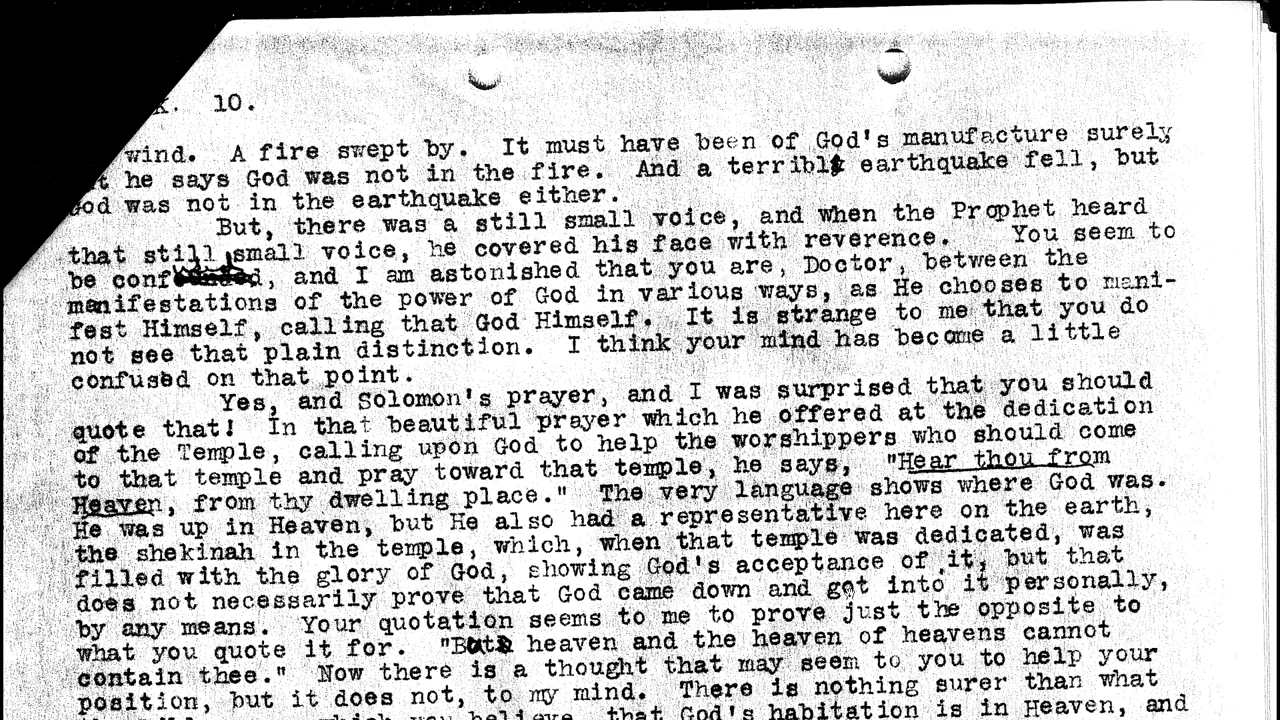 K. 10.
wind. A fire swept by. It must have been of God's manufacture surely
he says God was not in the fire. And a terrible earthquake fell, but
God was not in the earthquake either.
But, there was a still small voice, and when the Prophet heard
that still small voice, he covered his face with reverence. You seem to
be confused, and I am astonished that you are, Doctor, between the
manifestations of the power of God in various ways, as He chooses to mani-
fest Himself, calling that God Himself. It is strange to me that you do
not see that plain distinction. I think your mind has become a little
confused on that point.
Yes, and Solomon's prayer, and I was surprised that you should
quote that! In that beautiful prayer which he offered at the dedication
of the Temple, calling upon God to help the worshippers who should come
to that temple and pray toward that temple, he says, "Hear thou from
Heaven, from thy dwelling place." The very language shows where God was.
He was up in Heaven, but He also had a representative here on the earth,
the shekinah in the temple, which, when that temple was dedicated, was
filled with the glory of God, showing God's acceptance of it, but that
does not necessarily prove that God came down and got into it personally,
by any means. Your quotation seems to me to prove just the opposite to
what you quote it for. "But heaven and the heaven of heavens cannot
contain thee." Now there is a thought that may seem to you to help your
position, but it does not, to my mind. There is nothing surer than what
which you believe, that God's habitation is in Heaven, and